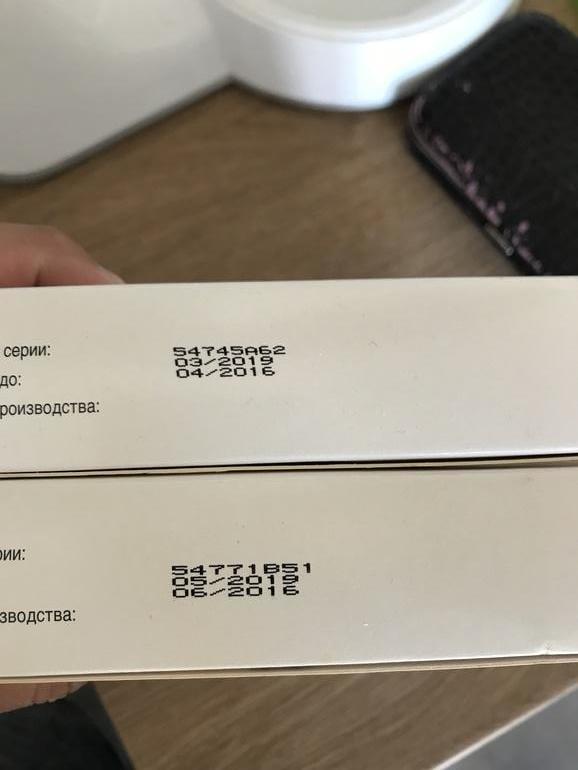 серии: 54745A62
до: 03/2019
роизводства: 04/2016
рии: 54771B51
05/2019
зводства: 06/2016